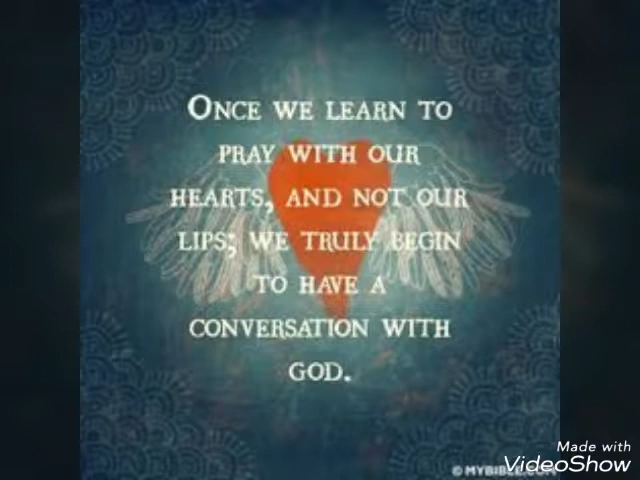 ONCE WE LEARN TO
PRAY WITH OUR
HEARTS, AND NOT OUR
LIPS; WE TRULY BEGIN
TO HAVE A
CONVERSATION WITH
GOD.
Made with
VideoShow